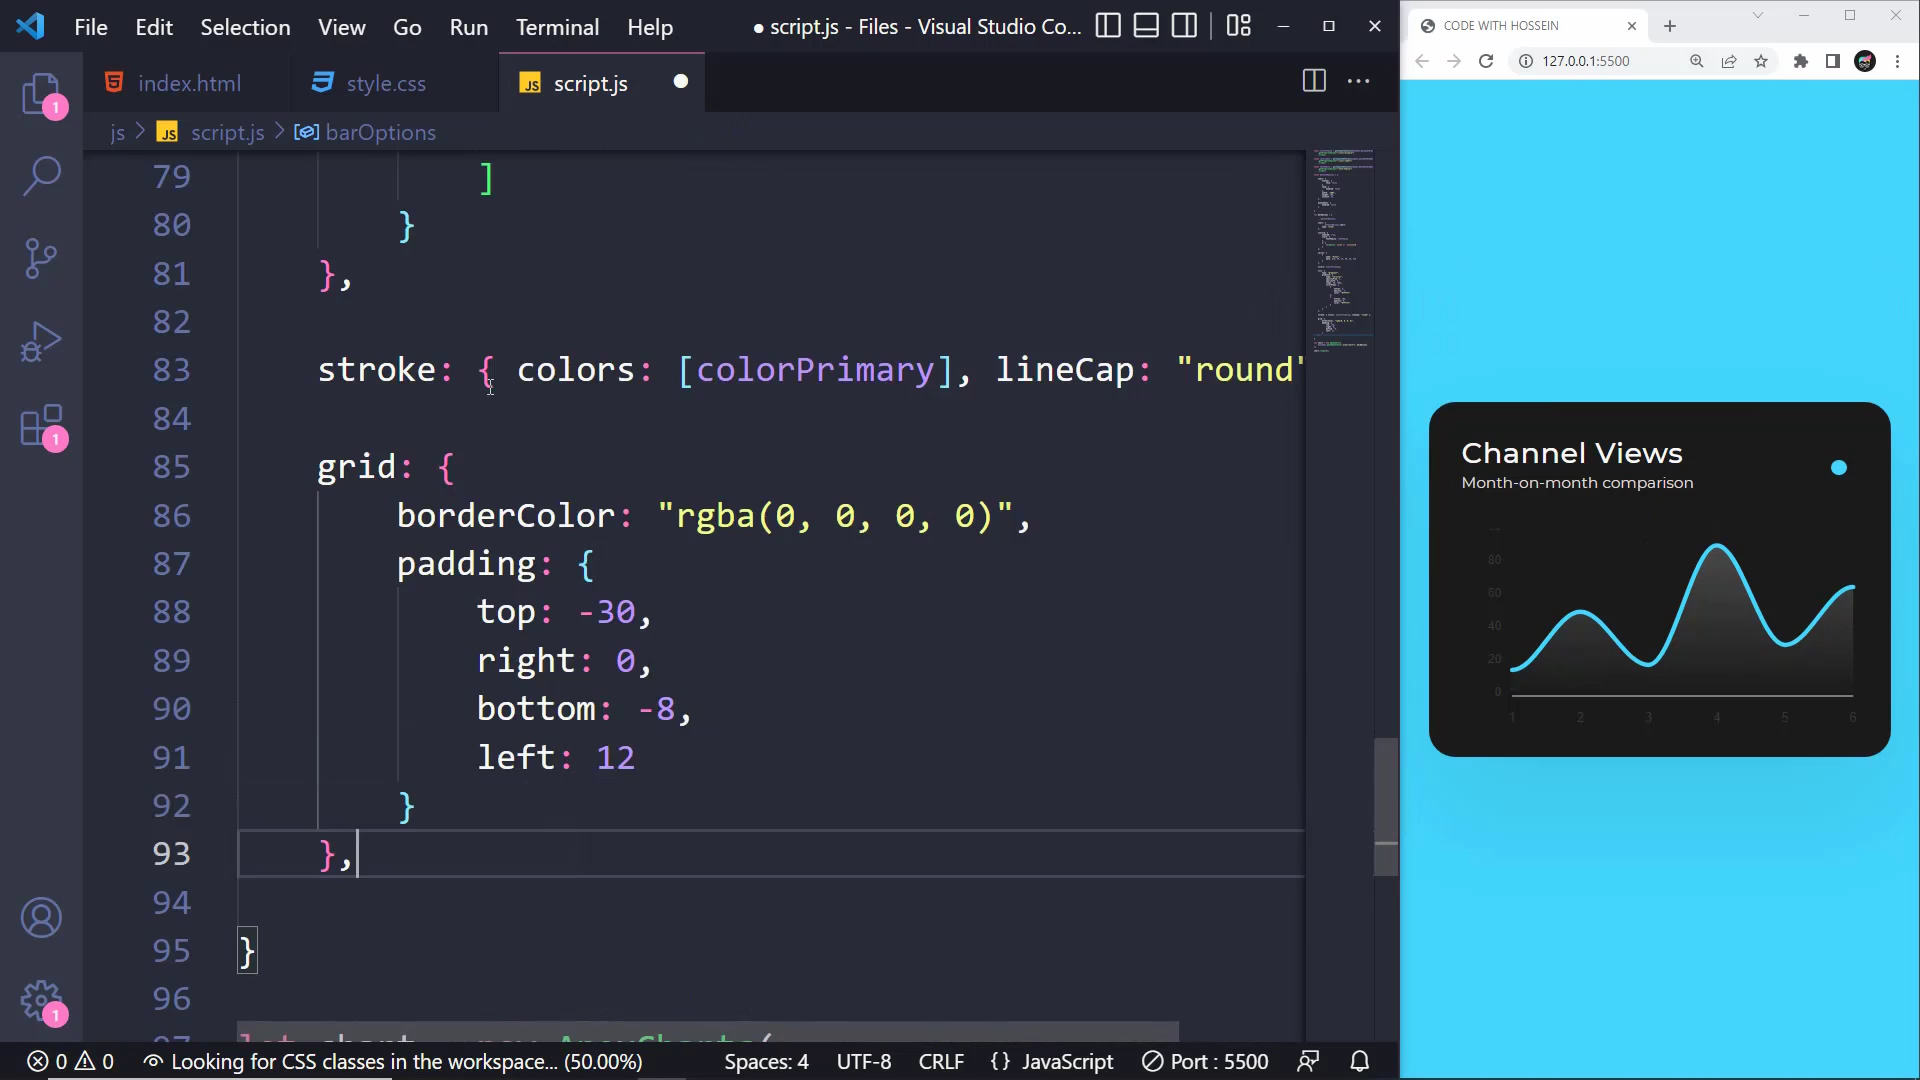 File Edit Selection View Go Run Terminal Help
● script.js - Files - Visual Studio Co...
index.html style.css JS script.js
js > JS script.js > barOptions
79 ]
80 }
81 },
82
83 stroke: { colors: [colorPrimary], lineCap: "round"
84
85 grid: {
86 borderColor: "rgba(0, 0, 0, 0)",
87 padding: {
88 top: -30,
89 right: 0,
90 bottom: -8,
91 left: 12
92 }
93 },
94
95 }
96
1
1
1
0 0 Looking for CSS classes in the workspace... (50.00%) Spaces: 4 UTF-8 CRLF {} JavaScript Port : 5500
CODE WITH HOSSEIN
127.0.0.1:5500
Channel Views
Month-on-month comparison
80
60
40
20
0
1 2 3 4 5 6